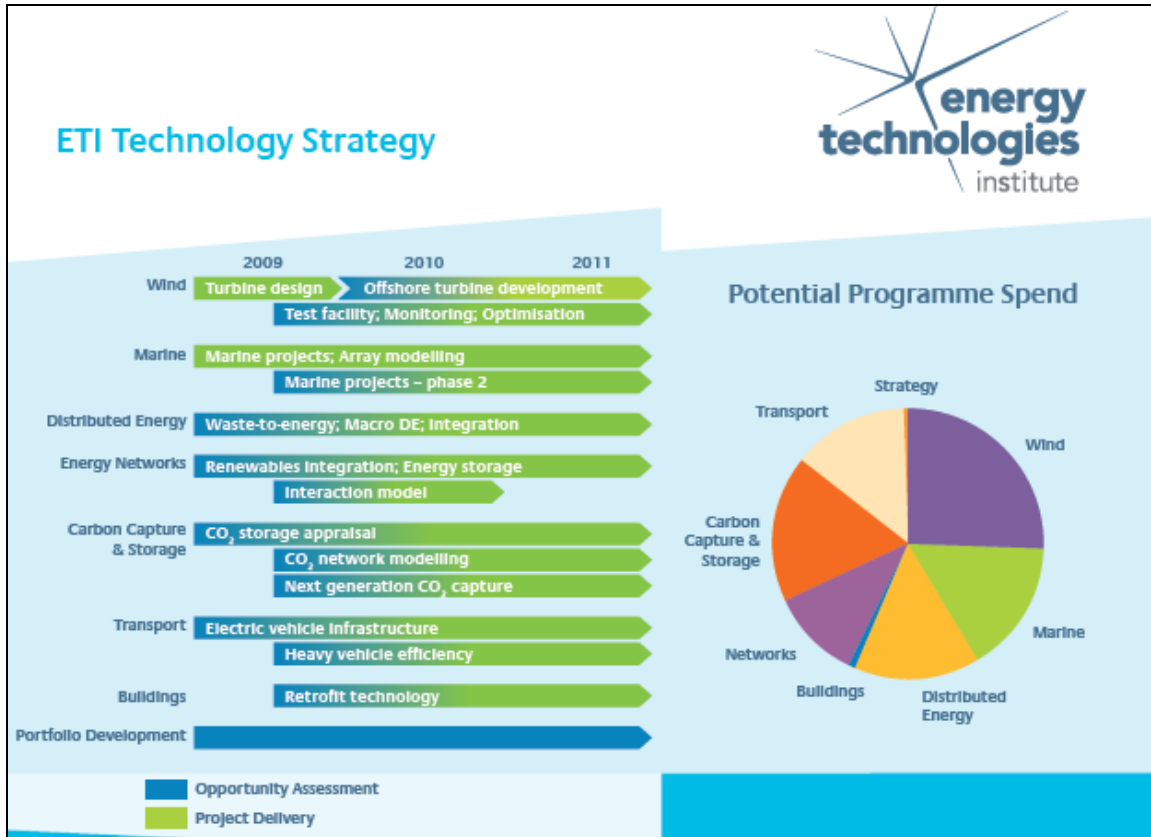 energy
technologies
institute
ETI Technology Strategy
2009 2010 2011
Wind
Turbine design
Offshore turbine development
Test facility; Monitoring; Optimisation
Marine
Marine projects; Array modelling
Marine projects – phase 2
Distributed Energy
Waste-to-energy; Macro DE; Integration
Energy Networks
Renewables Integration; Energy storage
Interaction model
Carbon Capture
& Storage
CO₂ storage appraisal
CO₂ network modelling
Next generation CO₂ capture
Transport
Electric vehicle Infrastructure
Heavy vehicle efficiency
Buildings
Retrofit technology
Portfolio Development
Opportunity Assessment
Project Delivery
Potential Programme Spend
Strategy
Transport
Wind
Carbon
Capture &
Storage
Marine
Networks
Buildings
Distributed
Energy